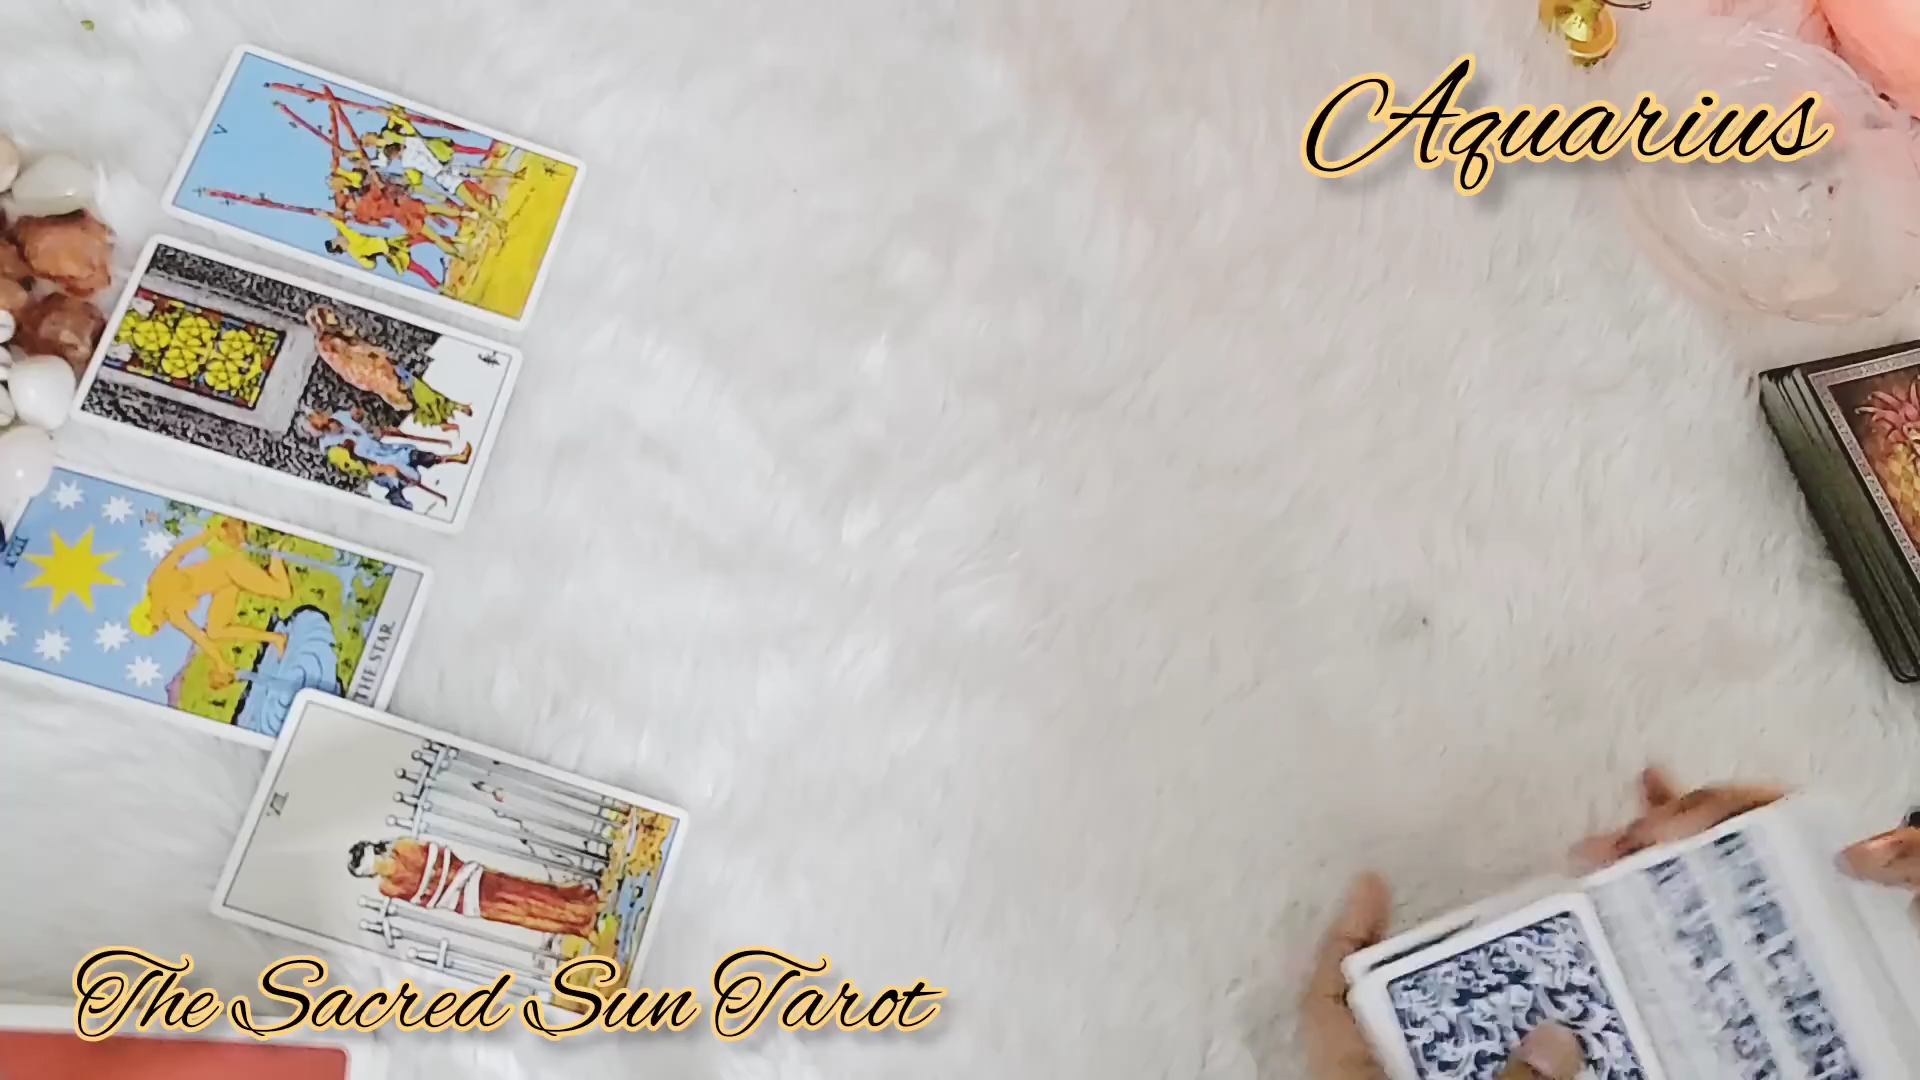 Aquarius
V
THE STAR.
The Sacred Sun Tarot